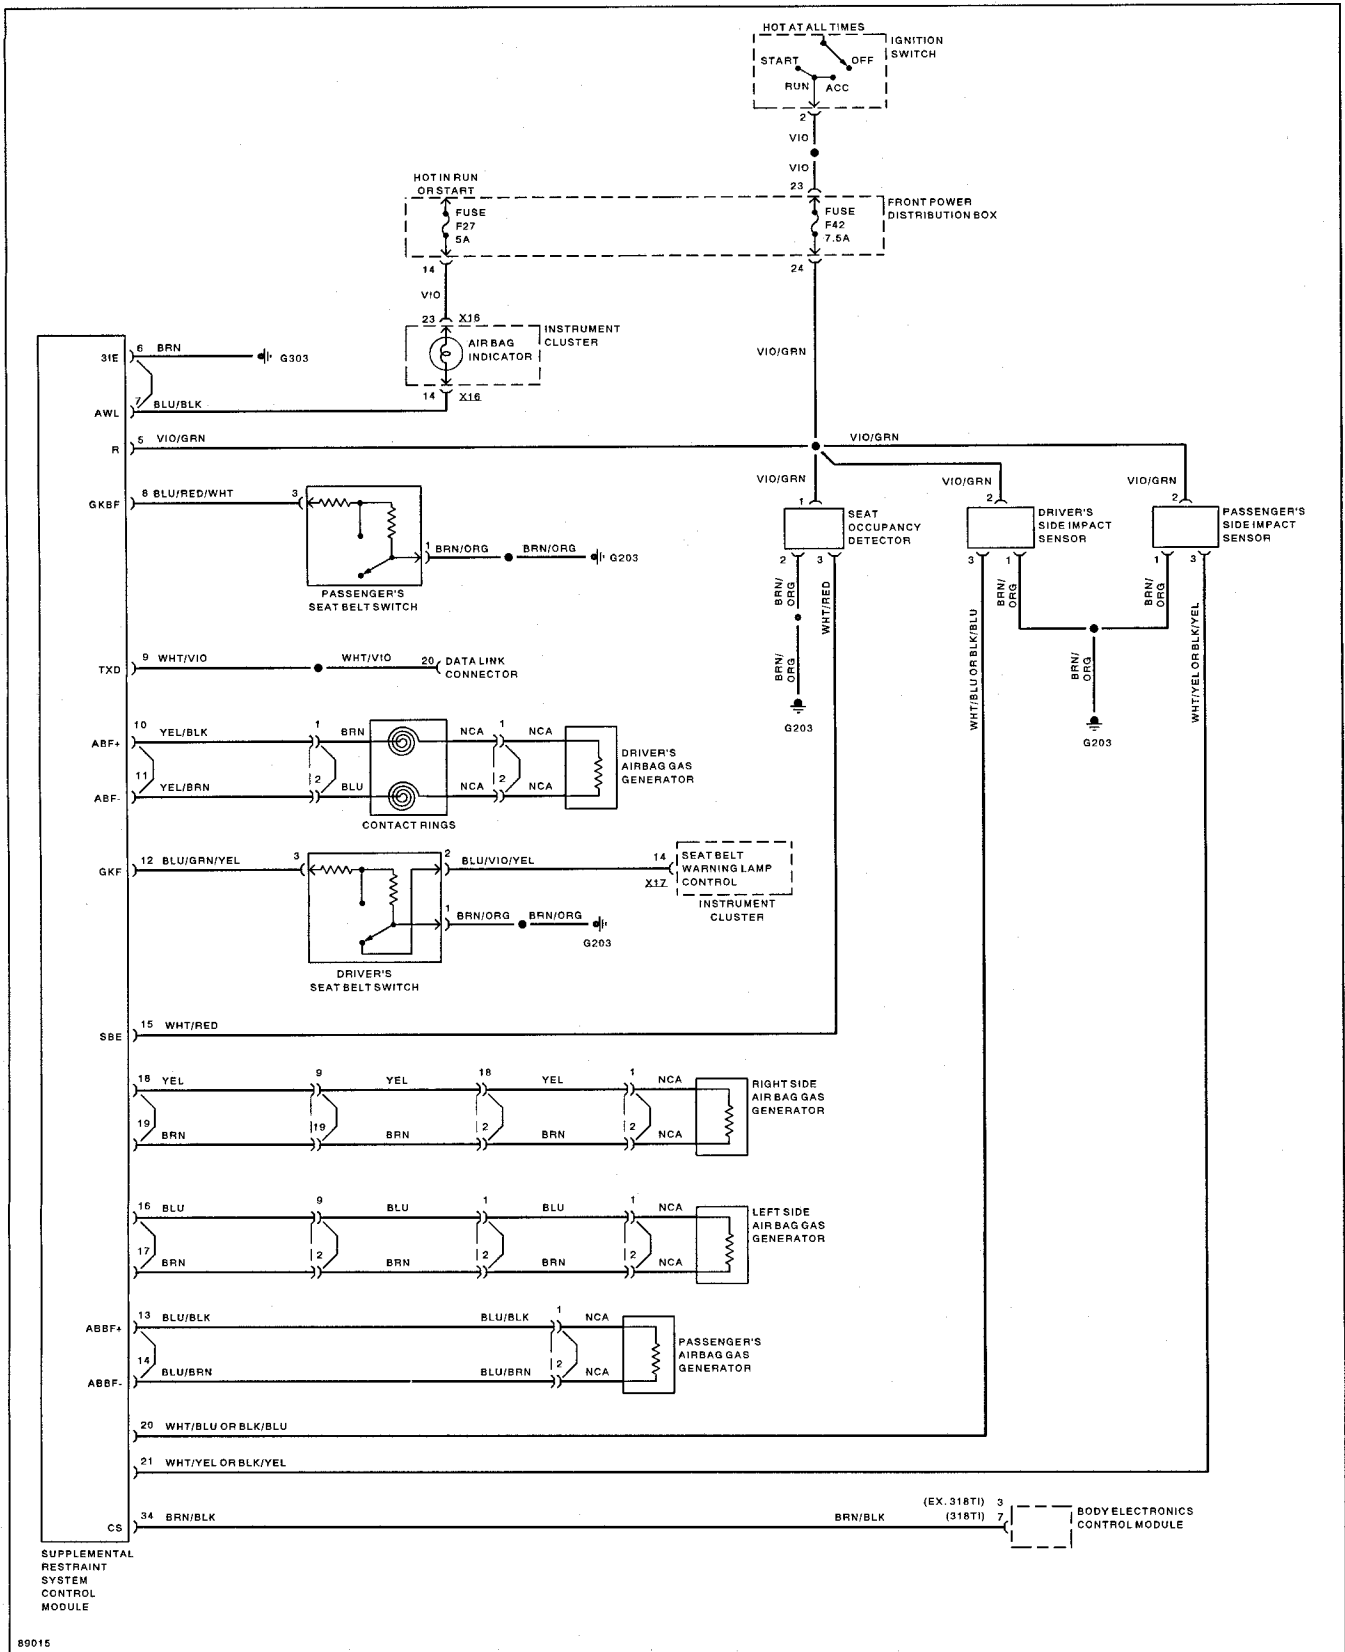 HOT AT ALL TIMES
IGNITION
SWITCH
START
OFF
RUN
ACC
2
VIO
VIO
23
HOT IN RUN
OR START
FUSE
F27
5A
FUSE
F42
7.5A
FRONT POWER
DISTRIBUTION BOX
14
24
VIO
23 X16
INSTRUMENT
CLUSTER
AIR BAG
INDICATOR
14 X16
VIO/GRN
31E
6 BRN
G303
AWL
7 BLU/BLK
R
5 VIO/GRN
VIO/GRN
VIO/GRN
VIO/GRN
VIO/GRN
GKBF
8 BLU/RED/WHT
3
1 BRN/ORG
BRN/ORG
G203
PASSENGER'S
SEAT BELT SWITCH
1
SEAT
OCCUPANCY
DETECTOR
2
3
2
DRIVER'S
SIDE IMPACT
SENSOR
3
1
2
PASSENGER'S
SIDE IMPACT
SENSOR
1
3
BRN/
ORG
WHT/RED
BRN/
ORG
BRN/
ORG
BRN/
ORG
BRN/
ORG
WHT/BLU OR BLK/BLU
WHT/YEL OR BLK/YEL
G203
G203
TXD
9 WHT/VIO
WHT/VIO
20
DATA LINK
CONNECTOR
ABF+
10
YEL/BLK
1
BRN
NCA
1
NCA
ABF-
11
YEL/BRN
2
BLU
NCA
2
NCA
DRIVER'S
AIRBAG GAS
GENERATOR
CONTACT RINGS
GKF
12 BLU/GRN/YEL
3
2
BLU/VIO/YEL
14
X17
SEAT BELT
WARNING LAMP
CONTROL
INSTRUMENT
CLUSTER
1
BRN/ORG
BRN/ORG
G203
DRIVER'S
SEAT BELT SWITCH
SBE
15 WHT/RED
18 YEL
9
YEL
18
YEL
1
NCA
19
BRN
19
BRN
2
BRN
2
NCA
RIGHT SIDE
AIR BAG GAS
GENERATOR
16 BLU
9
BLU
1
BLU
1
NCA
17
BRN
2
BRN
2
BRN
2
NCA
LEFT SIDE
AIR BAG GAS
GENERATOR
ABBF+
13 BLU/BLK
BLU/BLK
1
NCA
ABBF-
14
BLU/BRN
BLU/BRN
2
NCA
PASSENGER'S
AIRBAG GAS
GENERATOR
20 WHT/BLU OR BLK/BLU
21 WHT/YEL OR BLK/YEL
CS
34 BRN/BLK
BRN/BLK
(EX. 318TI) 3
(318TI) 7
BODY ELECTRONICS
CONTROL MODULE
SUPPLEMENTAL
RESTRAINT
SYSTEM
CONTROL
MODULE
89015